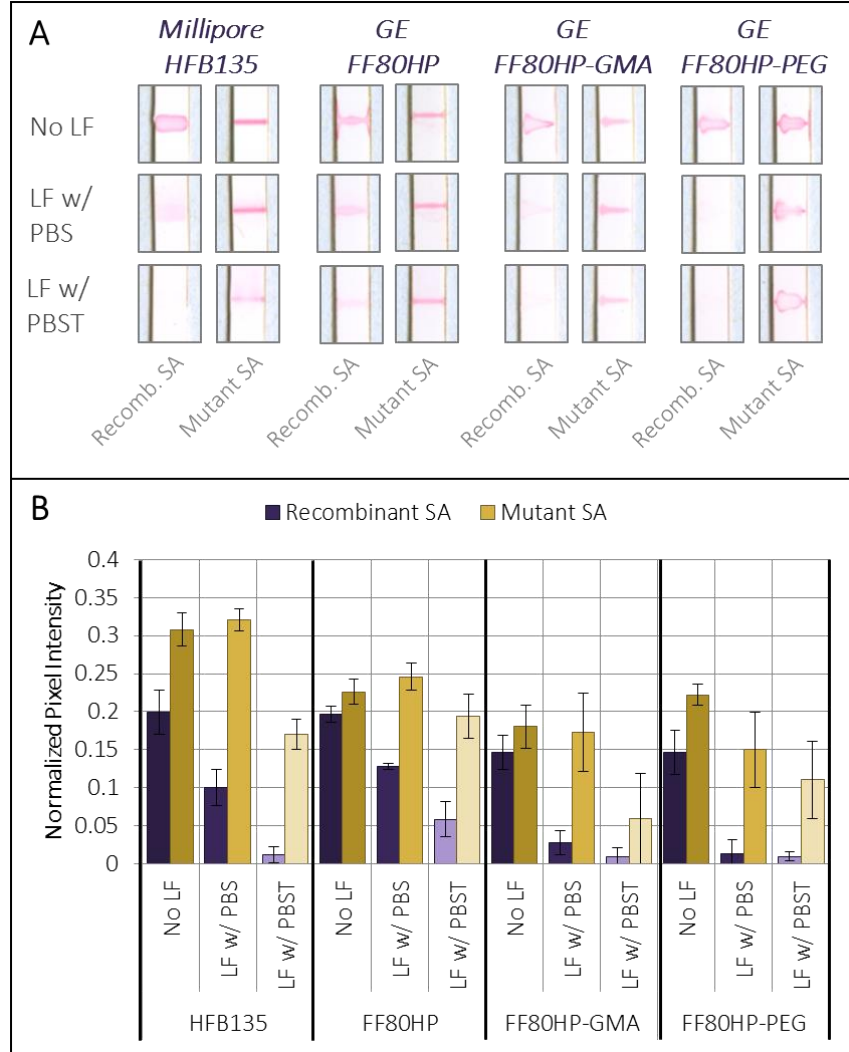 A
Millipore
HFB135
GE
FF80HP
GE
FF80HP-GMA
GE
FF80HP-PEG
No LF
LF w/
PBS
LF w/
PBST
Recomb. SA
Mutant SA
Recomb. SA
Mutant SA
Recomb. SA
Mutant SA
Recomb. SA
Mutant SA
B
Recombinant SA Mutant SA
Normalized Pixel Intensity
0.4
0.35
0.3
0.25
0.2
0.15
0.1
0.05
0
No LF
LF w/ PBS
LF w/ PBST
No LF
LF w/ PBS
LF w/ PBST
No LF
LF w/ PBS
LF w/ PBST
No LF
LF w/ PBS
LF w/ PBST
HFB135 FF80HP FF80HP-GMA FF80HP-PEG